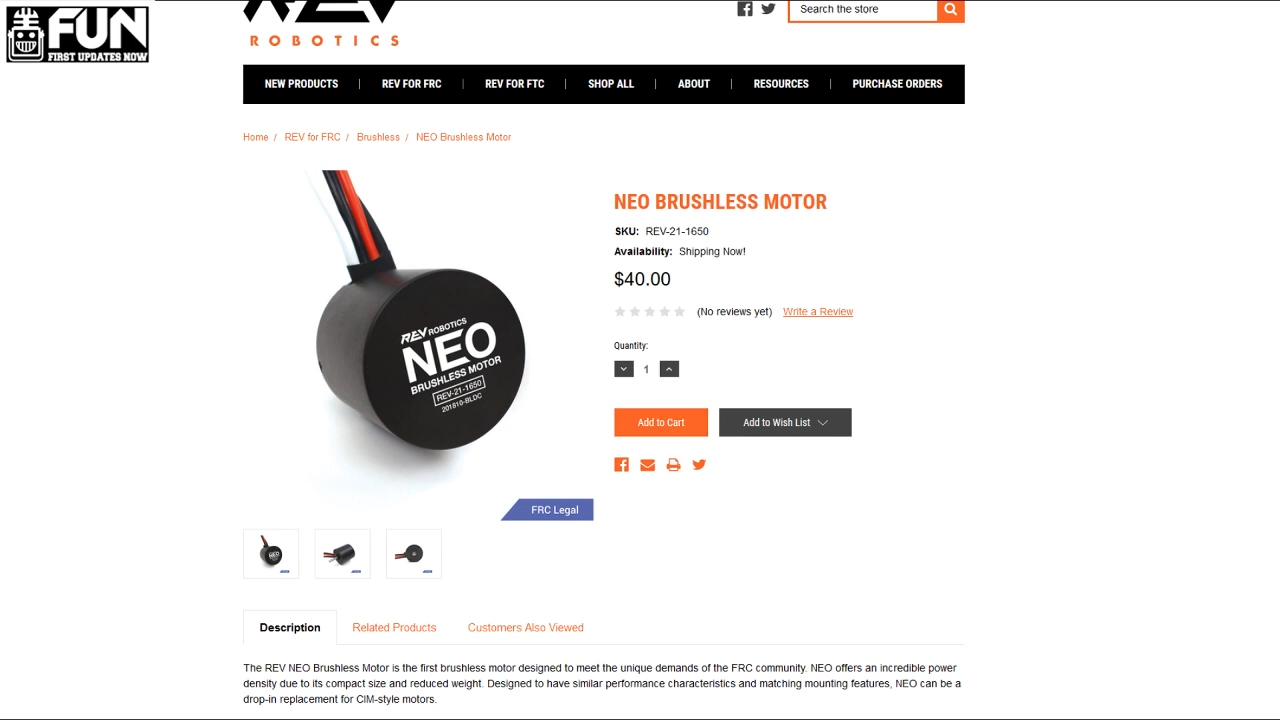 FUN
FIRST UPDATES NOW
REV
ROBOTICS
Search the store
NEW PRODUCTS
REV FOR FRC
REV FOR FTC
SHOP ALL
ABOUT
RESOURCES
PURCHASE ORDERS
Home / REV for FRC / Brushless / NEO Brushless Motor
REV ROBOTICS
NEO
BRUSHLESS MOTOR
REV-21-1650
201810-BLDC
FRC Legal
NEO BRUSHLESS MOTOR
SKU: REV-21-1650
Availability: Shipping Now!
$40.00
(No reviews yet) Write a Review
Quantity:
1
Add to Cart
Add to Wish List
Description
Related Products
Customers Also Viewed
The REV NEO Brushless Motor is the first brushless motor designed to meet the unique demands of the FRC community. NEO offers an incredible power
density due to its compact size and reduced weight. Designed to have similar performance characteristics and matching mounting features, NEO can be a
drop-in replacement for CIM-style motors.